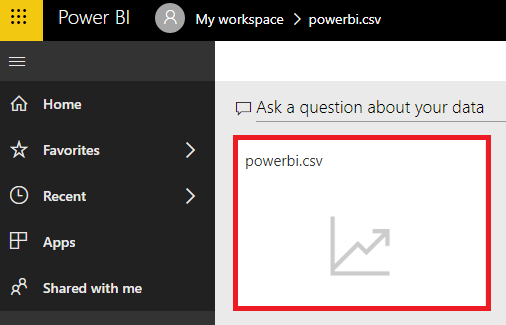 Power BI
My workspace > powerbi.csv
Home
Favorites
Recent
Apps
Shared with me
Ask a question about your data
powerbi.csv